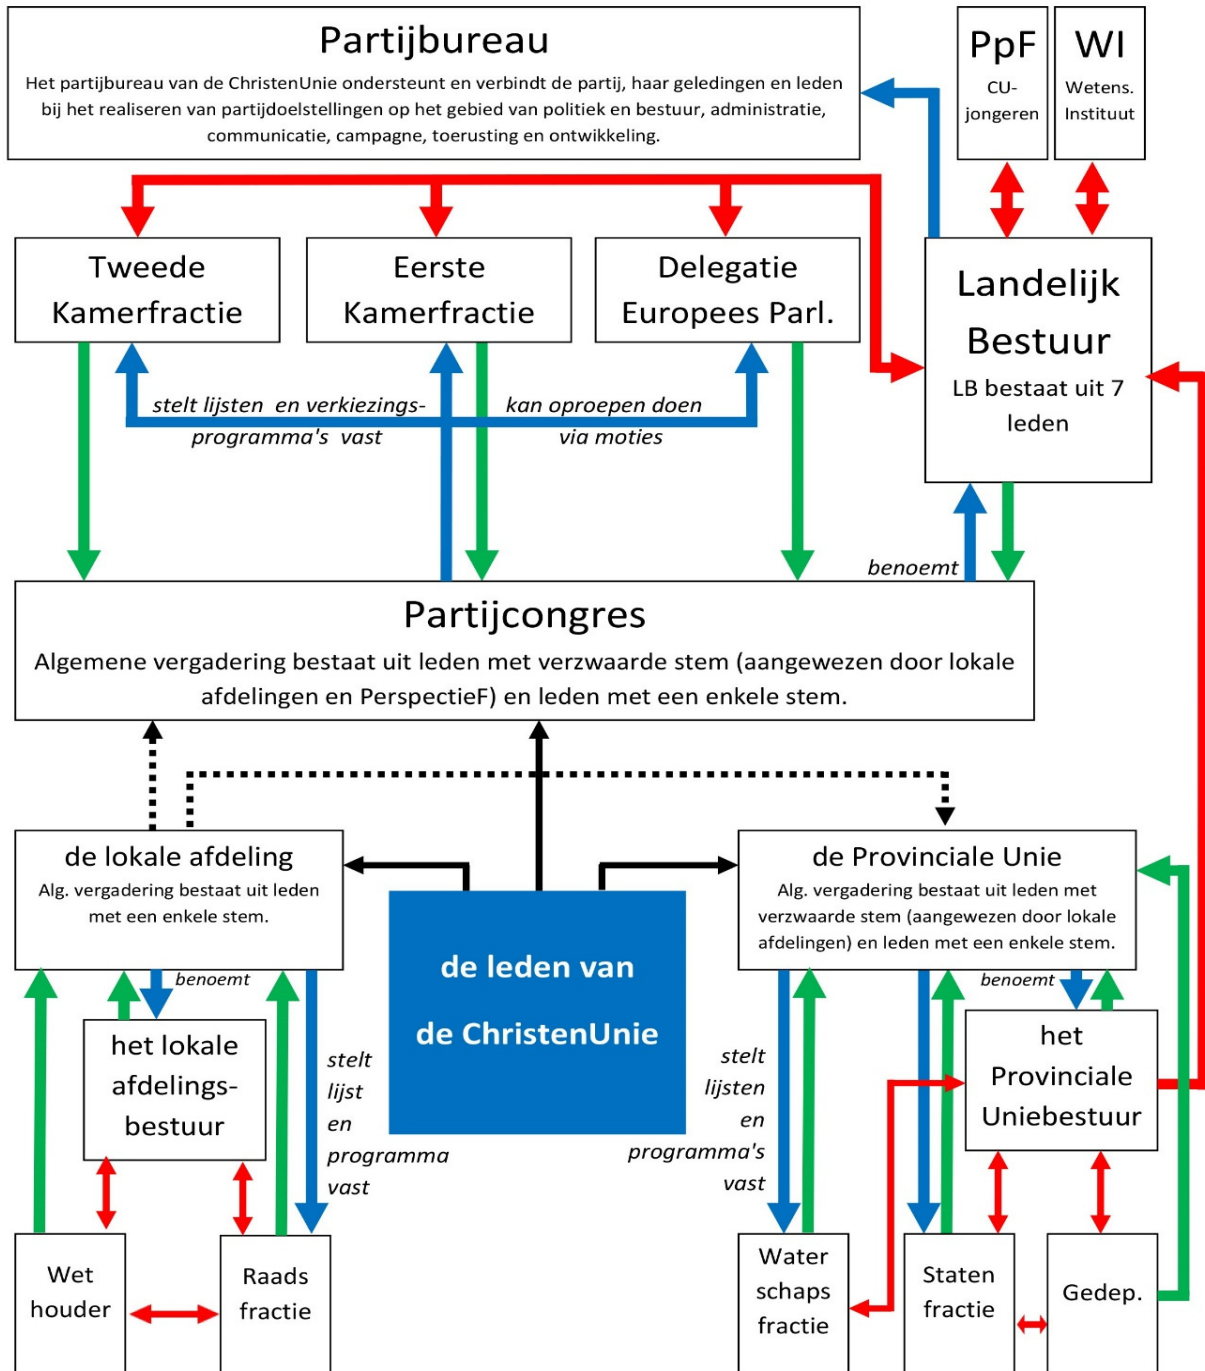 Partijbureau
Het partijbureau van de ChristenUnie ondersteunt en verbindt de partij, haar geledingen en leden
bij het realiseren van partijdoelstellingen op het gebied van politiek en bestuur, administratie,
communicatie, campagne, toerusting en ontwikkeling.
PpF
CU-
jongeren
WI
Wetens.
Instituut
Tweede
Kamerfractie
Eerste
Kamerfractie
Delegatie
Europees Parl.
Landelijk
Bestuur
LB bestaat uit 7
leden
stelt lijsten en verkiezings-
programma's vast
kan oproepen doen
via moties
benoemt
Partijcongres
Algemene vergadering bestaat uit leden met verzwaarde stem (aangewezen door lokale
afdelingen en PerspectieF) en leden met een enkele stem.
de lokale afdeling
Alg. vergadering bestaat uit leden
met een enkele stem.
de Provinciale Unie
Alg. vergadering bestaat uit leden met
verzwaarde stem (aangewezen door lokale
afdelingen) en leden met een enkele stem.
de leden van
de ChristenUnie
benoemt
het lokale
afdelings-
bestuur
stelt
lijst
en
programma
vast
stelt
lijsten
en
programma's
vast
benoemt
het
Provinciale
Uniebestuur
Wet
houder
Raads
fractie
Water
schaps
fractie
Staten
fractie
Gedep.